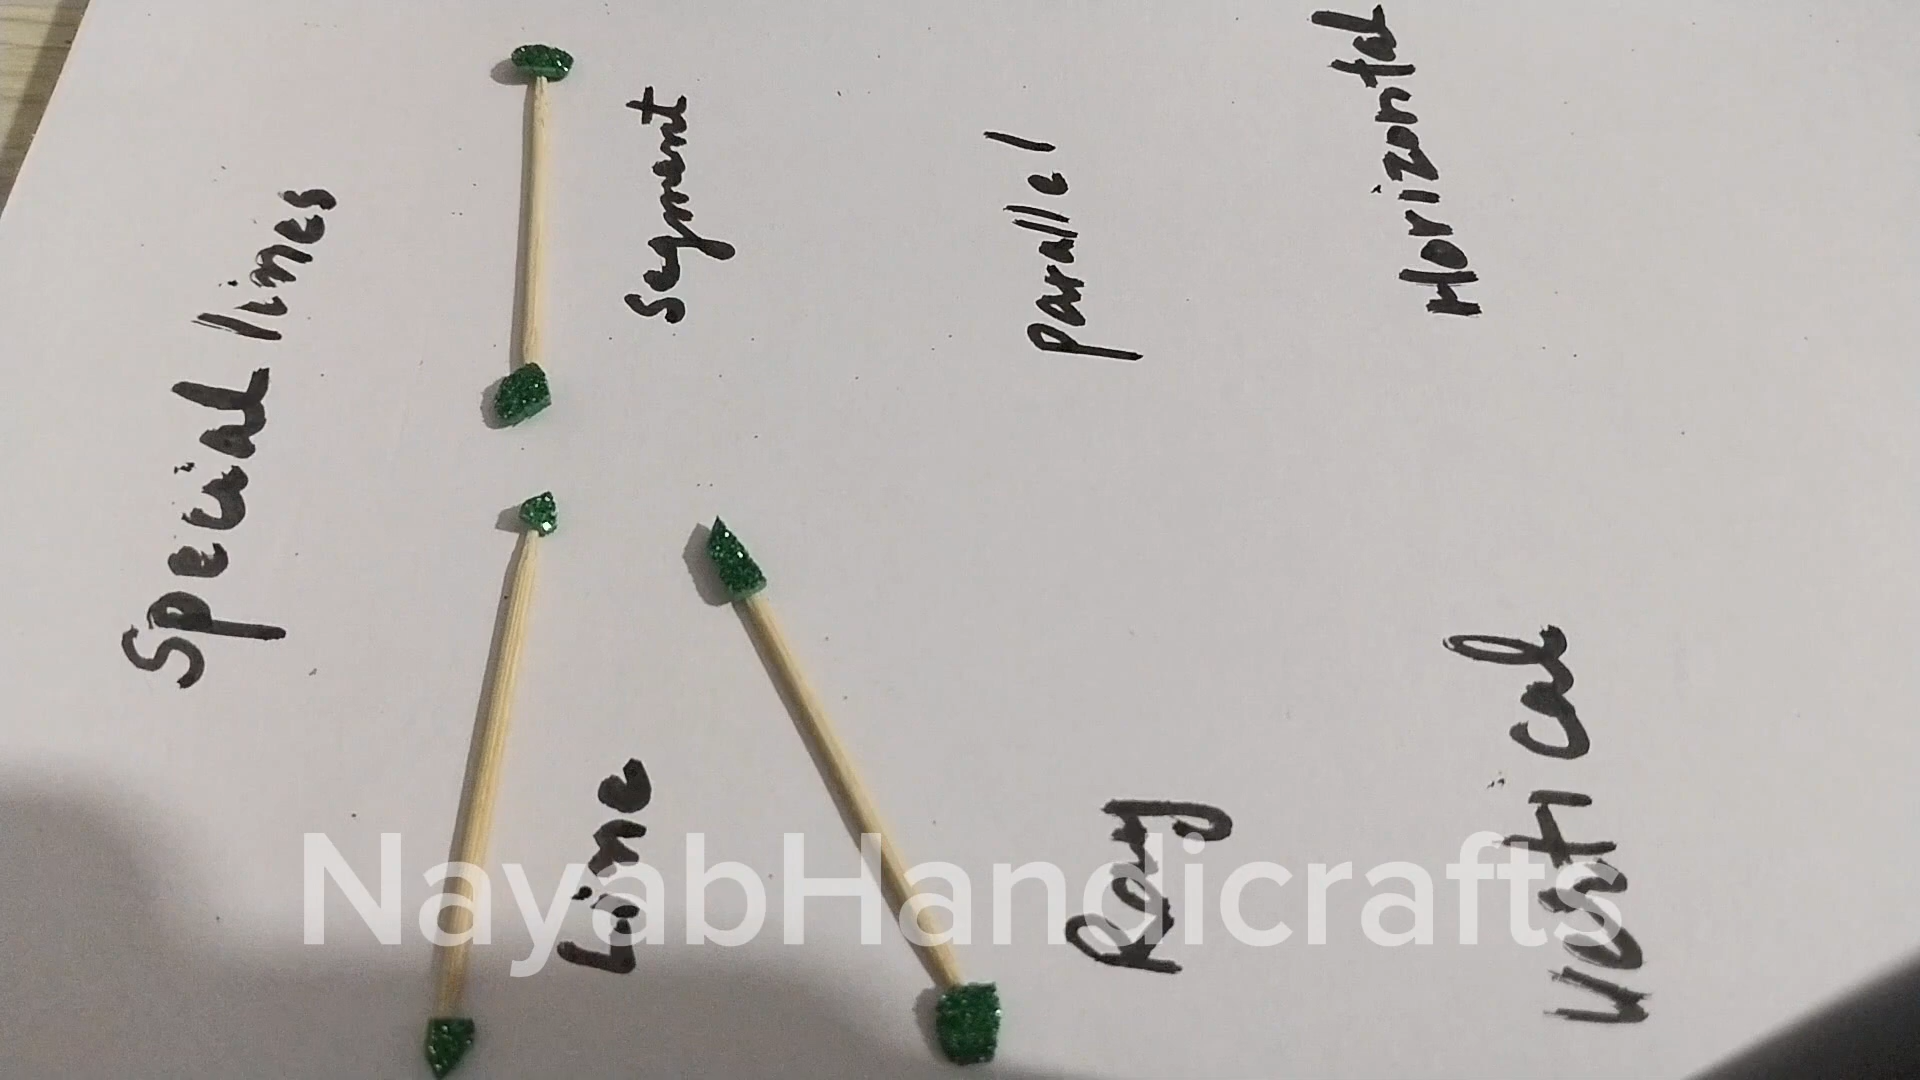 Special lines
Line
Segment
Ray
parallel
Vertical
Horizontal
NayabHandicrafts